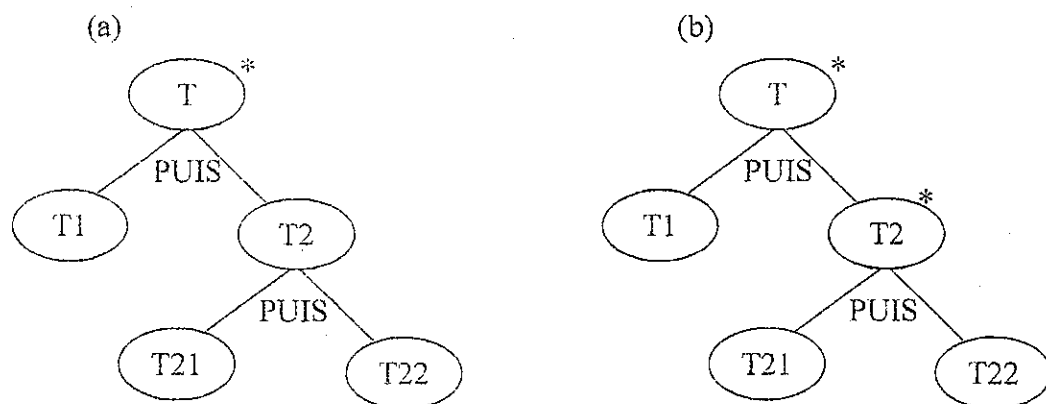 (a) (b)
T * T *
PUIS PUIS
T1 T2 T1 T2 *
PUIS PUIS
T21 T22 T21 T22